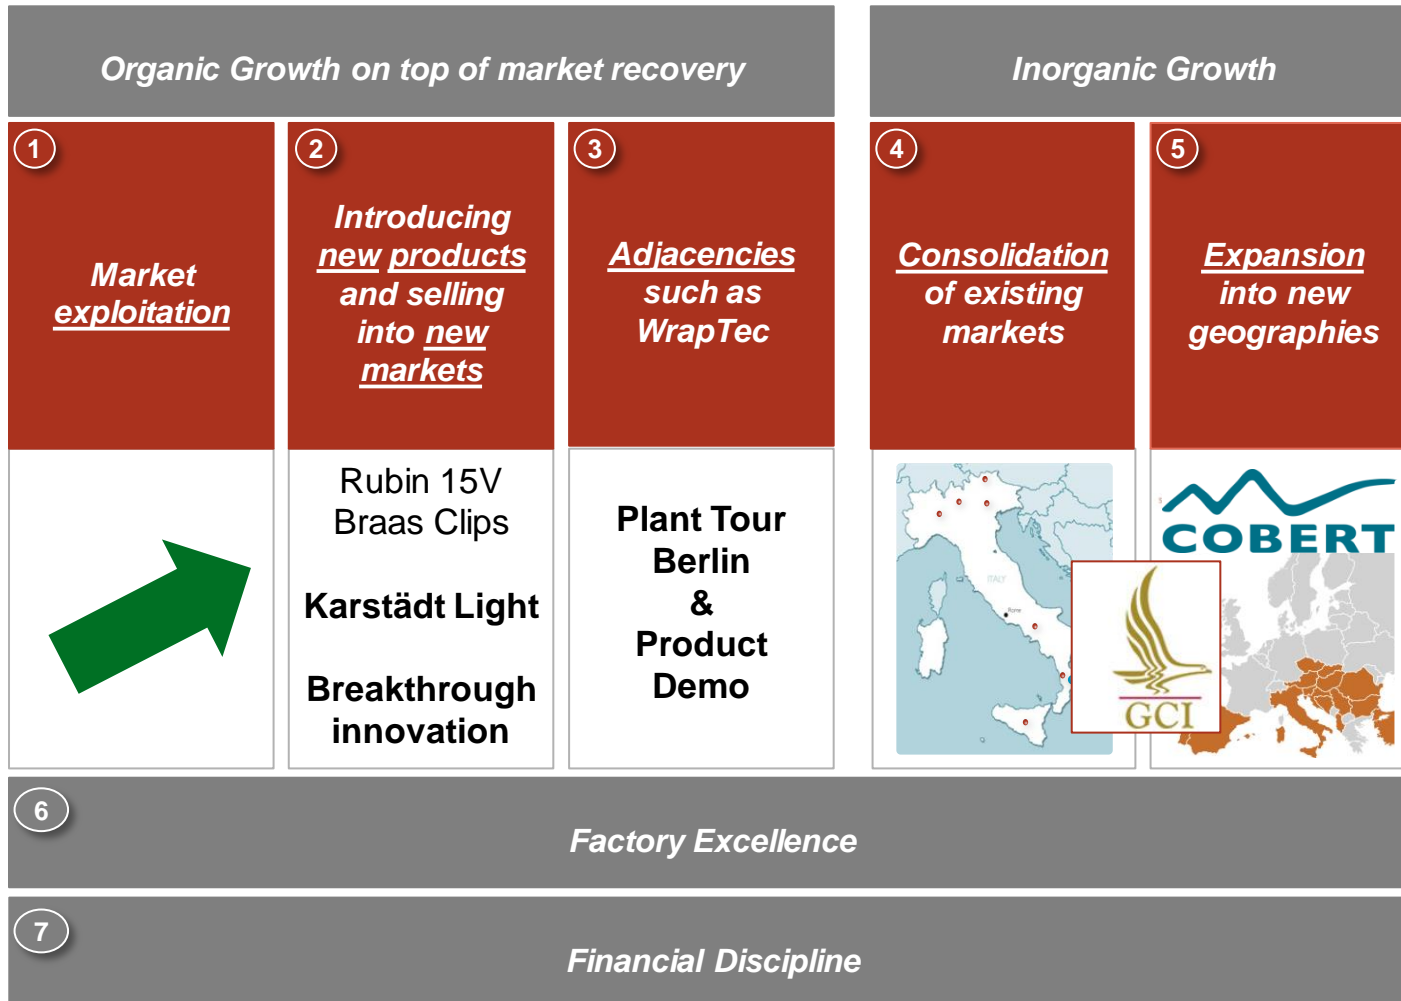 Organic Growth on top of market recovery
Inorganic Growth
1
Market
exploitation
2
Introducing
new products
and selling
into new
markets
3
Adjacencies
such as
WrapTec
4
Consolidation
of existing
markets
5
Expansion
into new
geographies
Rubin 15V
Braas Clips
Karstädt Light
Breakthrough
innovation
Plant Tour
Berlin
&
Product
Demo
ITALY
Rome
GCI
COBERT
6
Factory Excellence
7
Financial Discipline